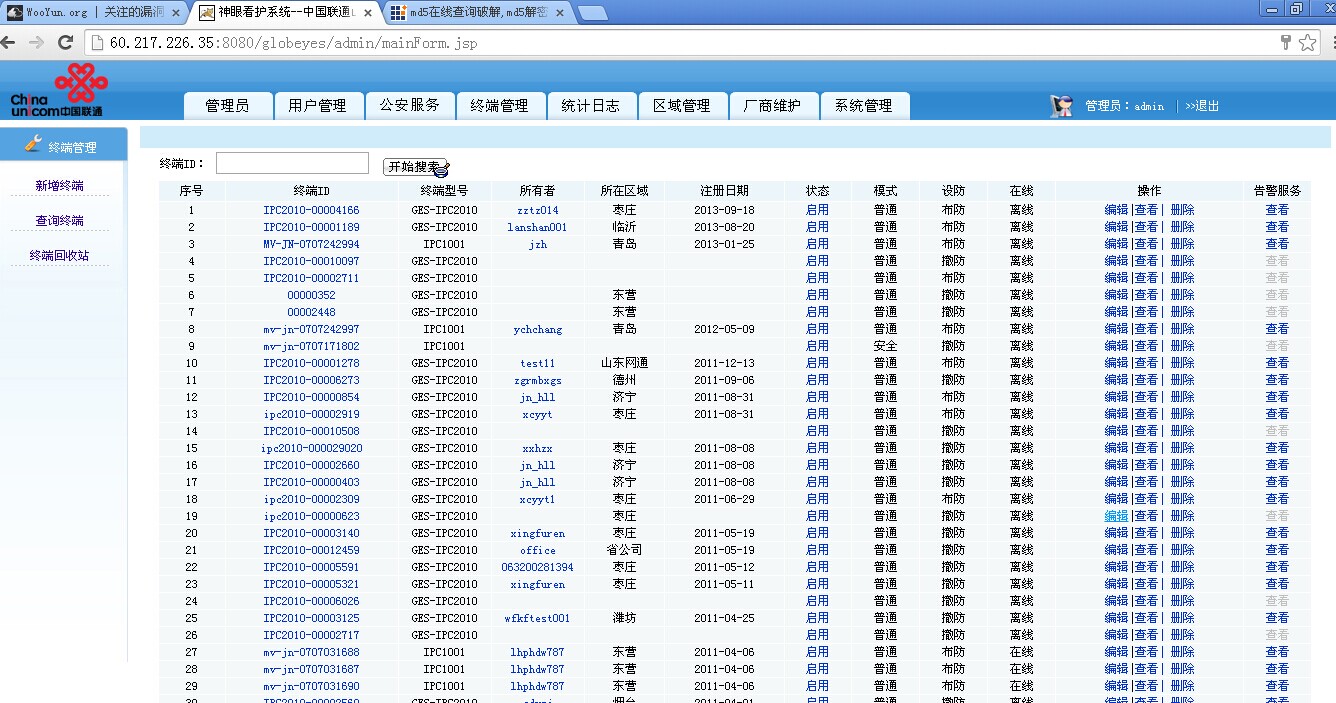 WooYun.org | 关注的漏洞
神眼看护系统--中国联通
md5在线查询破解,md5解密
60.217.226.35:8080/globeyes/admin/mainForm.jsp
China unicom中国联通
管理员 用户管理 公安服务 终端管理 统计日志 区域管理 厂商维护 系统管理
管理员：admin | >>退出
终端管理
新增终端
查询终端
终端回收站
终端ID： 开始搜索
序号 终端ID 终端型号 所有者 所在区域 注册日期 状态 模式 设防 在线 操作 告警服务
1 IPC2010-00004166 GES-IPC2010 zztz014 枣庄 2013-09-18 启用 普通 布防 离线 编辑|查看| 删除 查看
2 IPC2010-00001189 GES-IPC2010 lanshan001 临沂 2013-08-20 启用 普通 布防 离线 编辑|查看| 删除 查看
3 MV-JN-0707242994 IPC1001 jzh 青岛 2013-01-25 启用 普通 布防 离线 编辑|查看| 删除 查看
4 IPC2010-00010097 GES-IPC2010 启用 普通 撤防 离线 编辑|查看| 删除 查看
5 IPC2010-00002711 GES-IPC2010 启用 普通 撤防 离线 编辑|查看| 删除 查看
6 00000352 GES-IPC2010 东营 启用 普通 撤防 离线 编辑|查看| 删除 查看
7 00002448 GES-IPC2010 东营 启用 普通 撤防 离线 编辑|查看| 删除 查看
8 mv-jn-0707242997 IPC1001 ychchang 青岛 2012-05-09 启用 普通 布防 离线 编辑|查看| 删除 查看
9 mv-jn-0707171802 IPC1001 启用 安全 撤防 离线 编辑|查看| 删除 查看
10 IPC2010-00001278 GES-IPC2010 test11 山东网通 2011-12-13 启用 普通 布防 离线 编辑|查看| 删除 查看
11 IPC2010-00006273 GES-IPC2010 zgrmbxgs 德州 2011-09-06 启用 普通 撤防 离线 编辑|查看| 删除 查看
12 IPC2010-00000854 GES-IPC2010 jn_hll 济宁 2011-08-31 启用 普通 布防 离线 编辑|查看| 删除 查看
13 ipc2010-00002919 GES-IPC2010 xcyyt 枣庄 2011-08-31 启用 普通 撤防 离线 编辑|查看| 删除 查看
14 IPC2010-00010508 GES-IPC2010 启用 普通 撤防 离线 编辑|查看| 删除 查看
15 ipc2010-000029020 GES-IPC2010 xxhzx 枣庄 2011-08-08 启用 普通 撤防 离线 编辑|查看| 删除 查看
16 IPC2010-00002660 GES-IPC2010 jn_hll 济宁 2011-08-08 启用 普通 撤防 离线 编辑|查看| 删除 查看
17 IPC2010-00000403 GES-IPC2010 jn_hll 济宁 2011-08-08 启用 普通 撤防 离线 编辑|查看| 删除 查看
18 ipc2010-00002309 GES-IPC2010 xcyyt1 枣庄 2011-06-29 启用 普通 布防 离线 编辑|查看| 删除 查看
19 ipc2010-00000623 GES-IPC2010 枣庄 启用 普通 撤防 离线 编辑|查看| 删除 查看
20 IPC2010-00003140 GES-IPC2010 xingfuren 枣庄 2011-05-19 启用 普通 撤防 离线 编辑|查看| 删除 查看
21 IPC2010-00012459 GES-IPC2010 office 省公司 2011-05-19 启用 普通 撤防 离线 编辑|查看| 删除 查看
22 IPC2010-00005591 GES-IPC2010 063200281394 枣庄 2011-05-12 启用 普通 撤防 离线 编辑|查看| 删除 查看
23 IPC2010-00005321 GES-IPC2010 xingfuren 枣庄 2011-05-11 启用 普通 撤防 离线 编辑|查看| 删除 查看
24 IPC2010-00006026 GES-IPC2010 启用 普通 撤防 离线 编辑|查看| 删除 查看
25 IPC2010-00003125 GES-IPC2010 wfkftest001 潍坊 2011-04-25 启用 普通 撤防 离线 编辑|查看| 删除 查看
26 IPC2010-00002717 GES-IPC2010 启用 普通 撤防 离线 编辑|查看| 删除 查看
27 mv-jn-0707031688 IPC1001 lhphdw787 东营 2011-04-06 启用 普通 布防 在线 编辑|查看| 删除 查看
28 mv-jn-0707031687 IPC1001 lhphdw787 东营 2011-04-06 启用 普通 撤防 在线 编辑|查看| 删除 查看
29 mv-jn-0707031690 IPC1001 lhphdw787 东营 2011-04-06 启用 普通 布防 在线 编辑|查看| 删除 查看